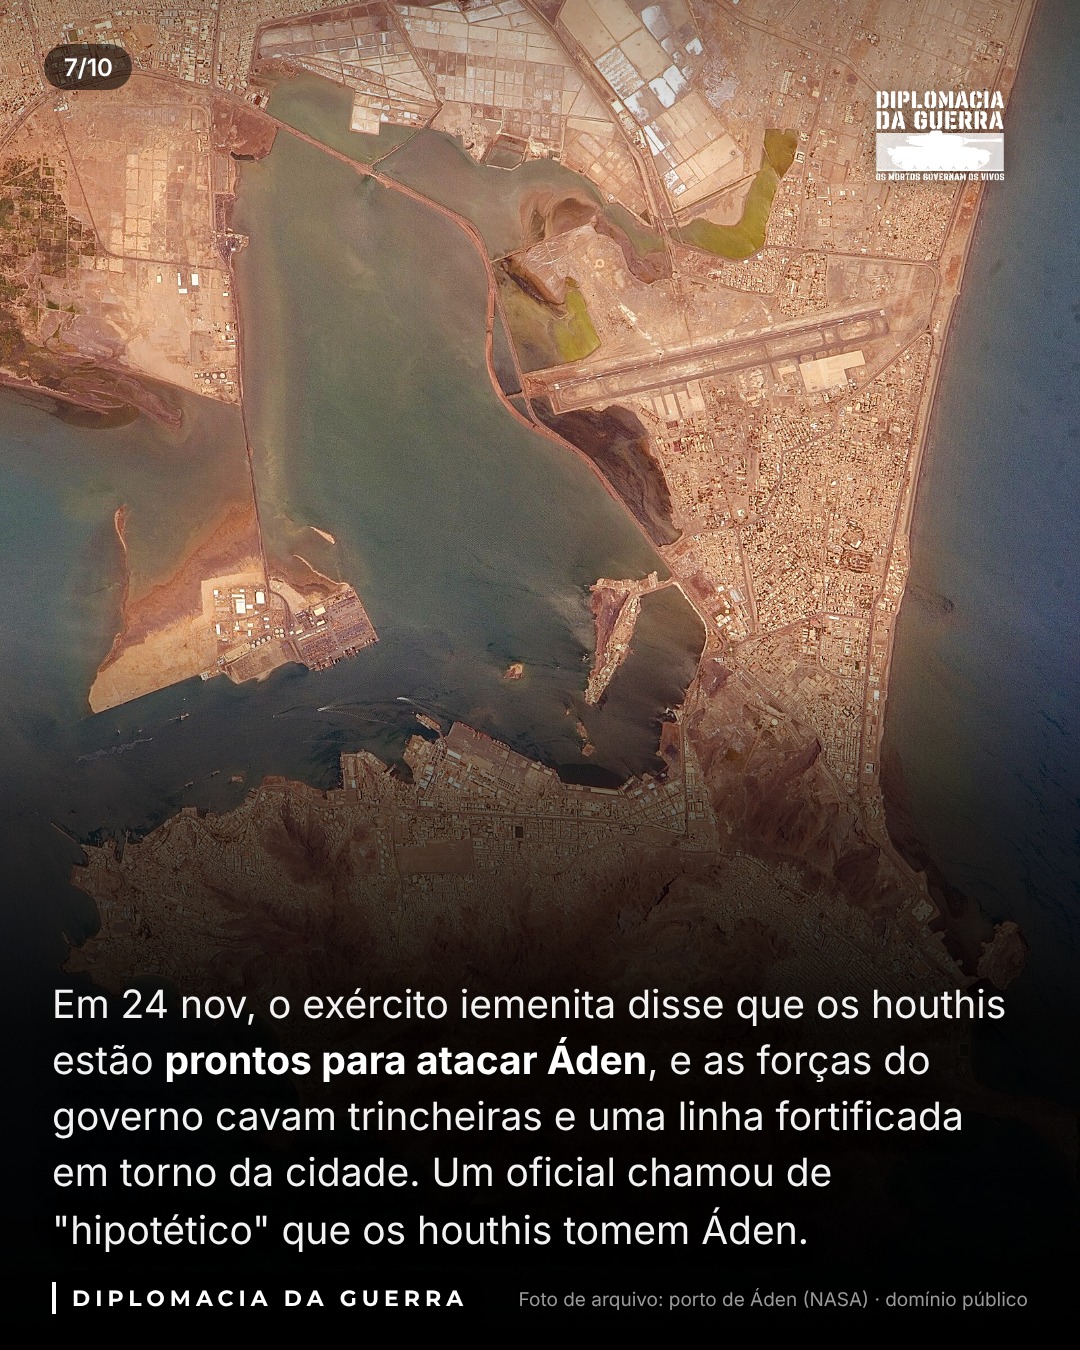 7/10
DIPLOMACIA
DA GUERRA
OS MORTOS GOVERNAM OS VIVOS
Em 24 nov, o exército iemenita disse que os houthis
estão prontos para atacar Áden, e as forças do
governo cavam trincheiras e uma linha fortificada
em torno da cidade. Um oficial chamou de
"hipotético" que os houthis tomem Áden.
DIPLOMACIA DA GUERRA
Foto de arquivo: porto de Áden (NASA) · domínio público